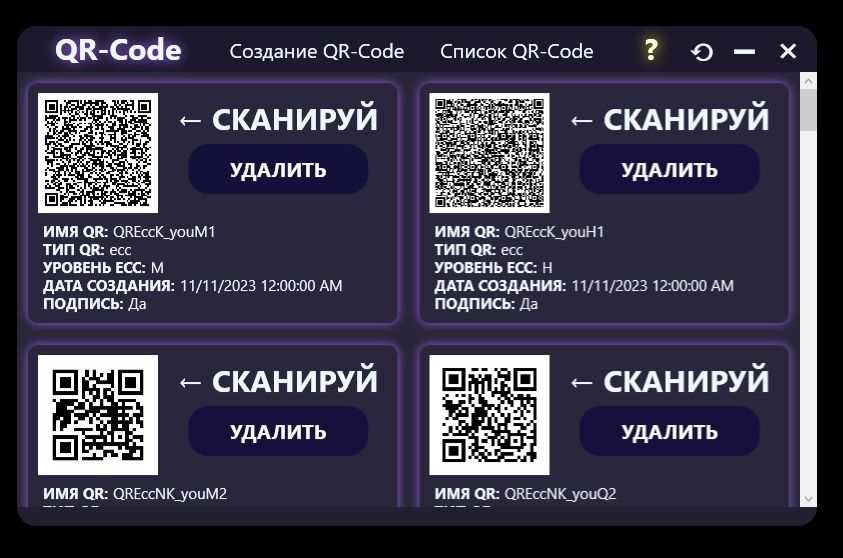 QR-Code Создание QR-Code Список QR-Code ?
← СКАНИРУЙ
УДАЛИТЬ
ИМЯ QR: QREccK_youM1
ТИП QR: ecc
УРОВЕНЬ ECC: M
ДАТА СОЗДАНИЯ: 11/11/2023 12:00:00 AM
ПОДПИСЬ: Да
← СКАНИРУЙ
УДАЛИТЬ
ИМЯ QR: QREccK_youH1
ТИП QR: ecc
УРОВЕНЬ ECC: H
ДАТА СОЗДАНИЯ: 11/11/2023 12:00:00 AM
ПОДПИСЬ: Да
← СКАНИРУЙ
УДАЛИТЬ
ИМЯ QR: QREccNK_youM2
← СКАНИРУЙ
УДАЛИТЬ
ИМЯ QR: QREccNK_youQ2